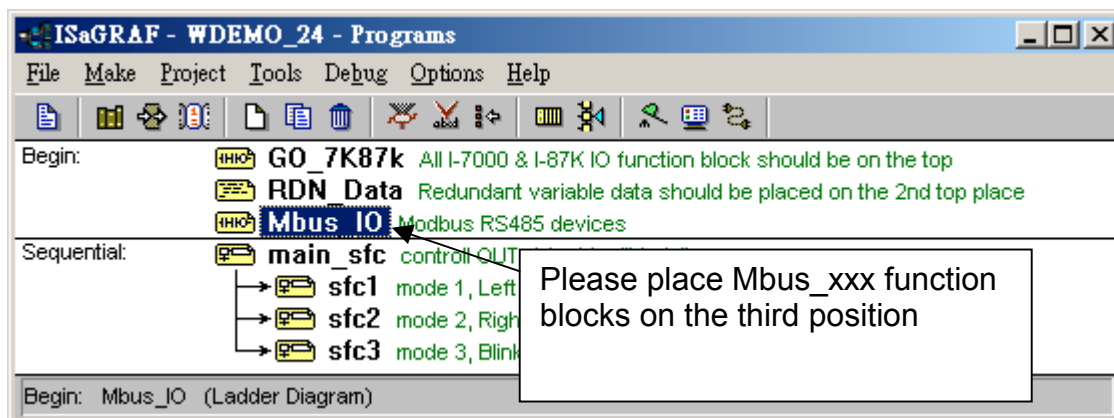 ISaGRAF - WDEMO_24 - Programs
File Make Project Tools Debug Options Help
Begin: GO_7K87k All I-7000 & I-87K IO function block should be on the top
RDN_Data Redundant variable data should be placed on the 2nd top place
Mbus_IO Modbus RS485 devices
Sequential: main_sfc controll OUT
sfc1 mode 1, Left
sfc2 mode 2, Righ
sfc3 mode 3, Blink
Please place Mbus_xxx function
blocks on the third position
Begin: Mbus_IO (Ladder Diagram)